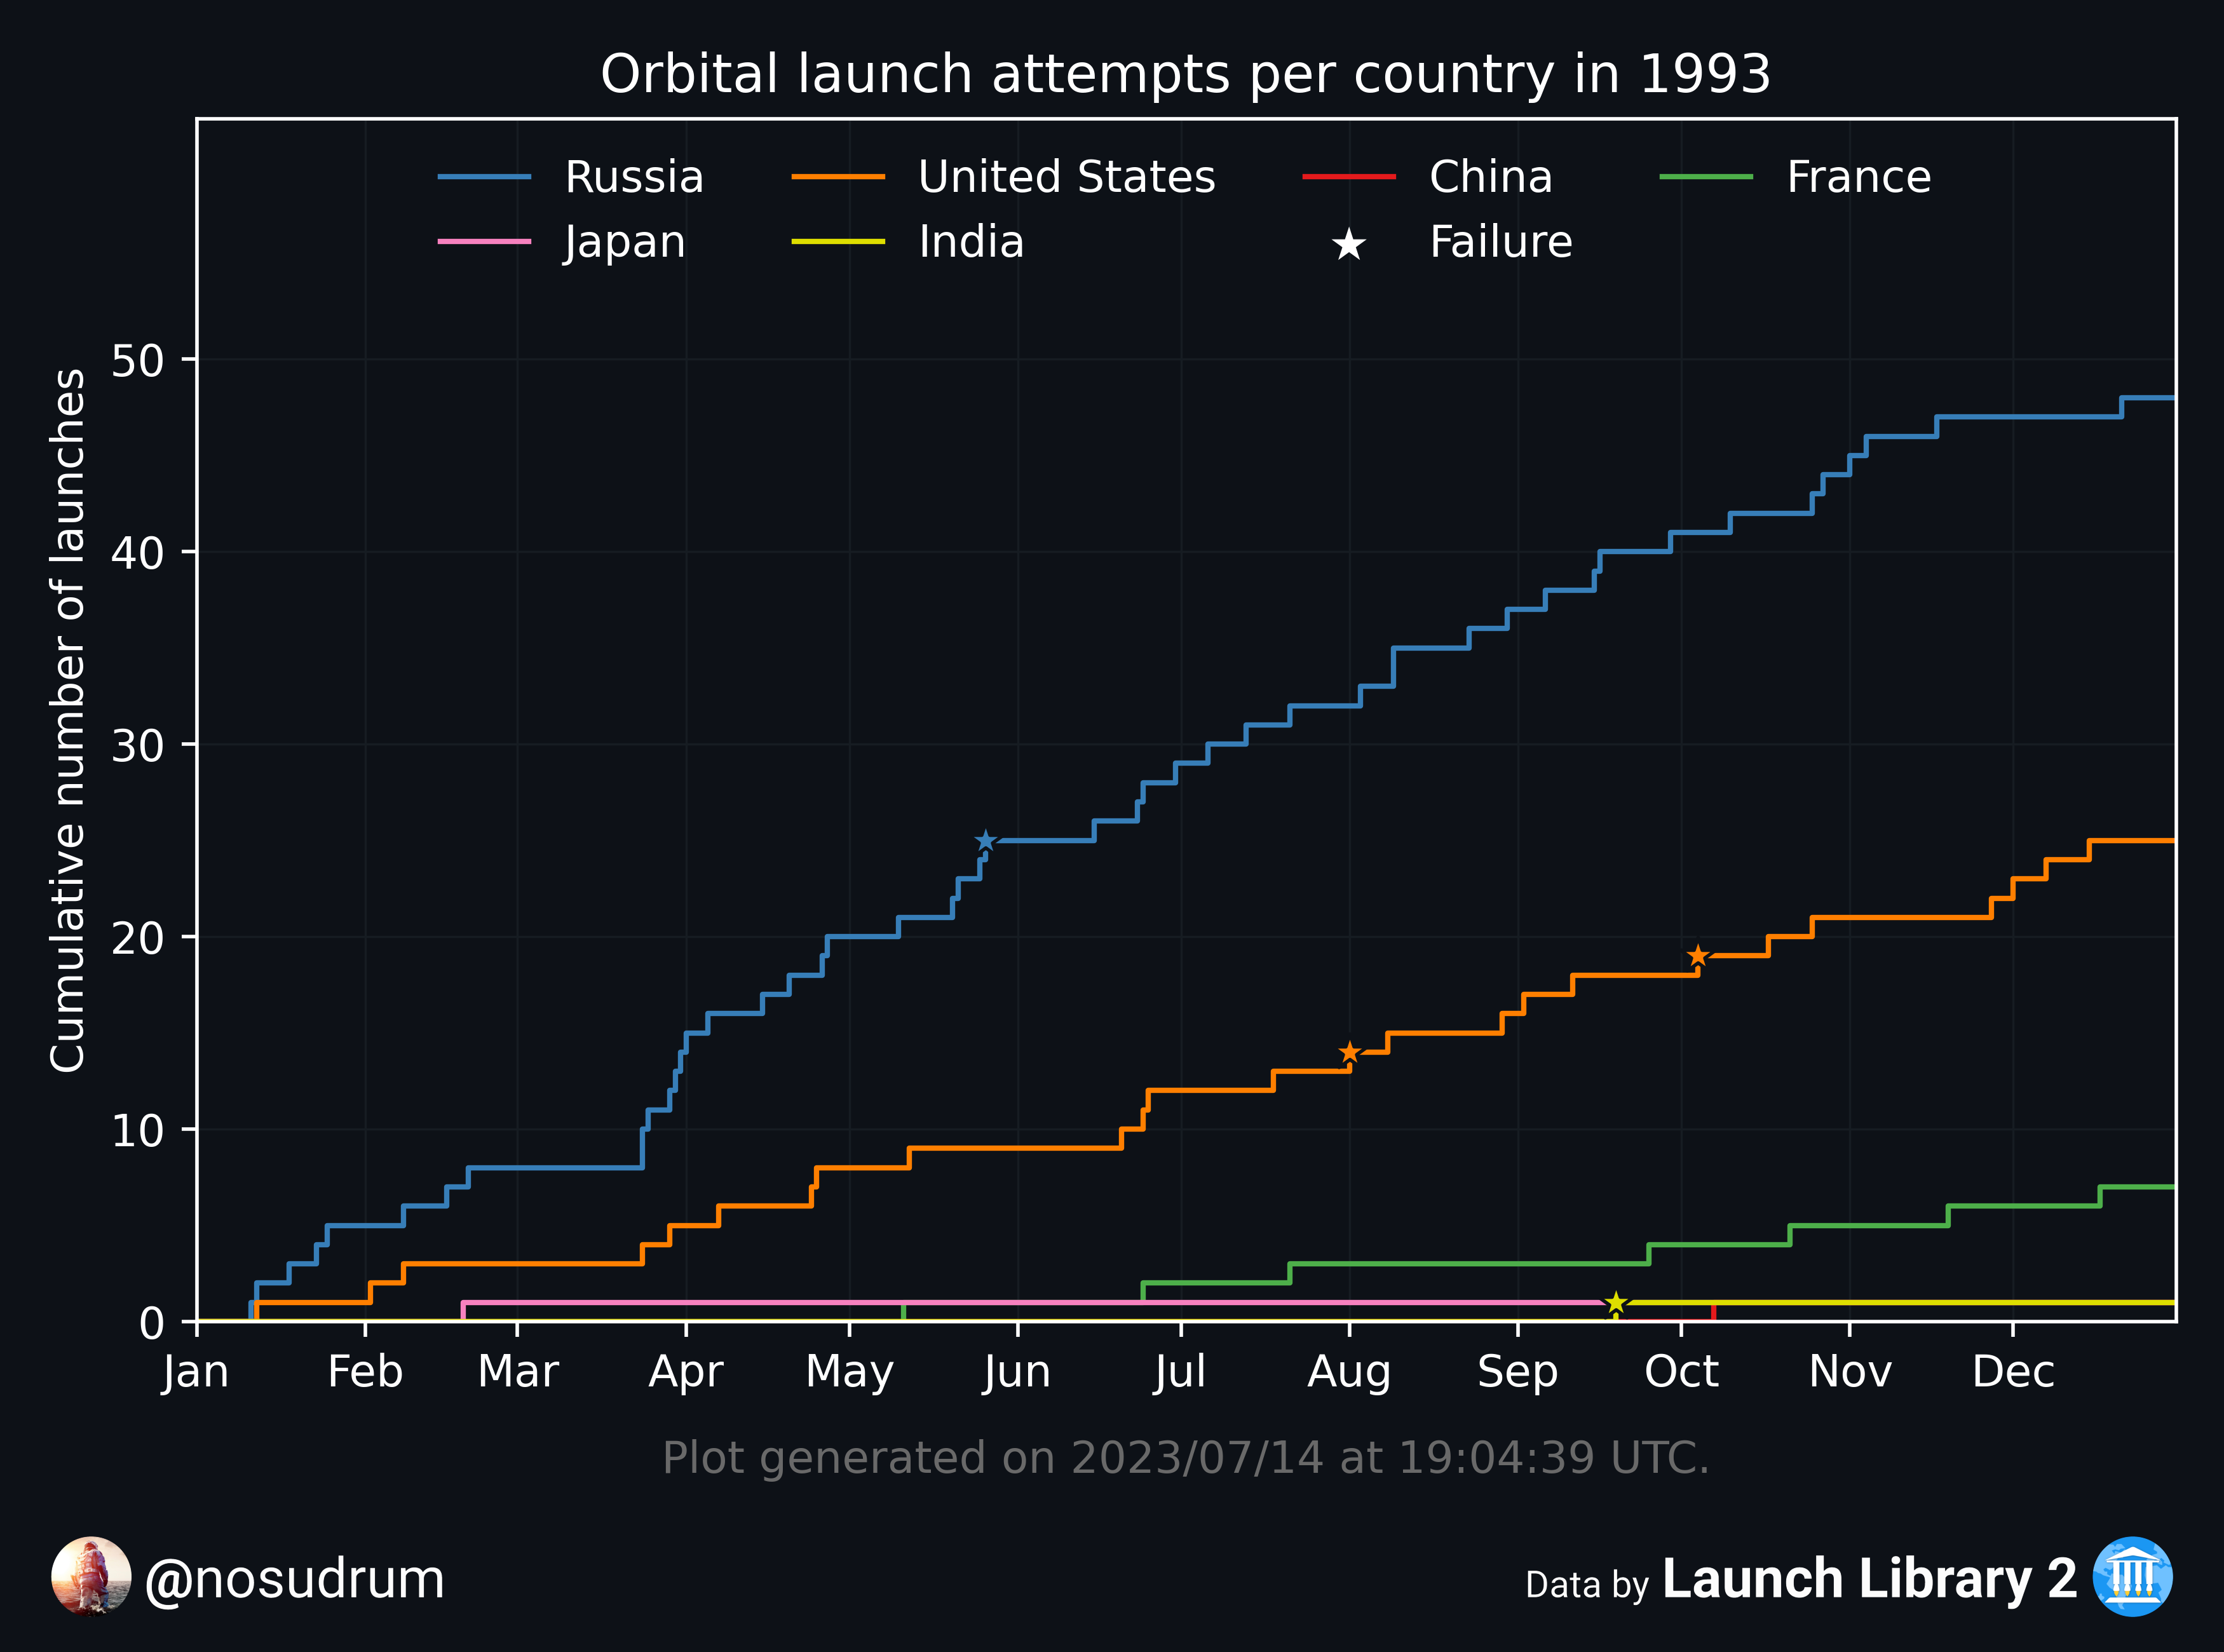 Orbital launch attempts per country in 1993
Russia United States China France
Japan India Failure
Cumulative number of launches
50
40
30
20
10
0
Jan Feb Mar Apr May Jun Jul Aug Sep Oct Nov Dec
Plot generated on 2023/07/14 at 19:04:39 UTC.
@nosudrum
Data by Launch Library 2